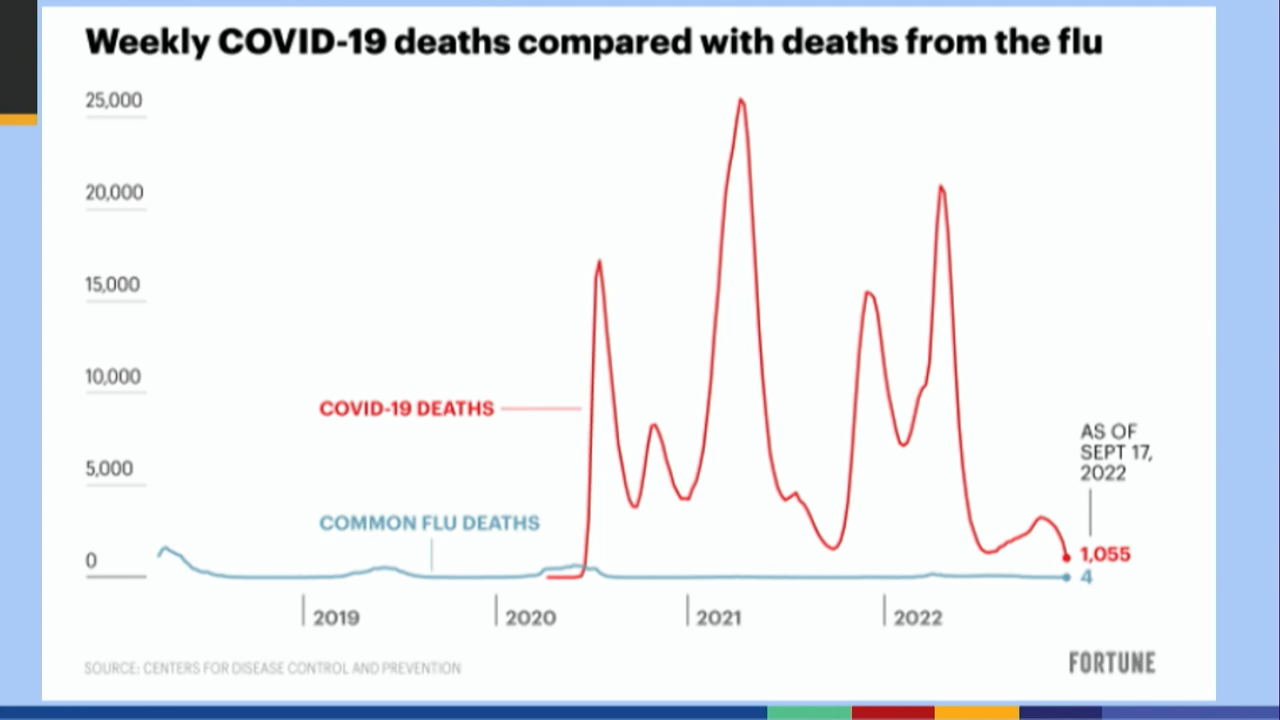 Weekly COVID-19 deaths compared with deaths from the flu
25,000
20,000
15,000
10,000
5,000
0
COVID-19 DEATHS
COMMON FLU DEATHS
AS OF
SEPT 17,
2022
1,055
4
2019
2020
2021
2022
SOURCE: CENTERS FOR DISEASE CONTROL AND PREVENTION
FORTUNE